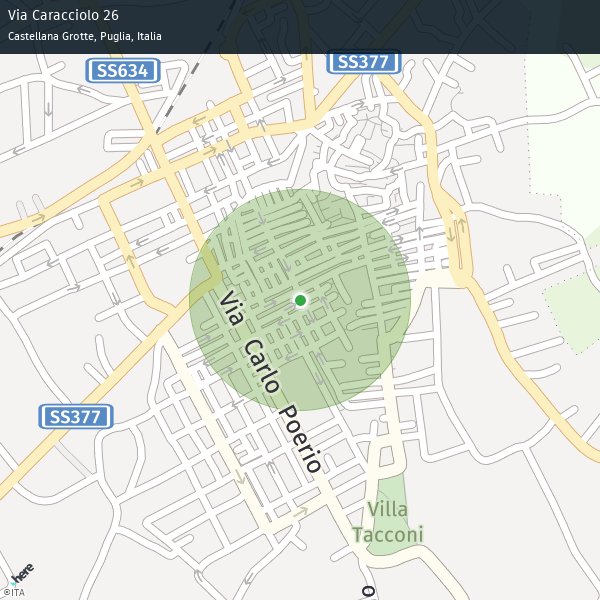 Via Caracciolo 26
Castellana Grotte, Puglia, Italia
SS377
SS634
Via Carlo Poerio
SS377
Villa
Tacconi
here
©ITA